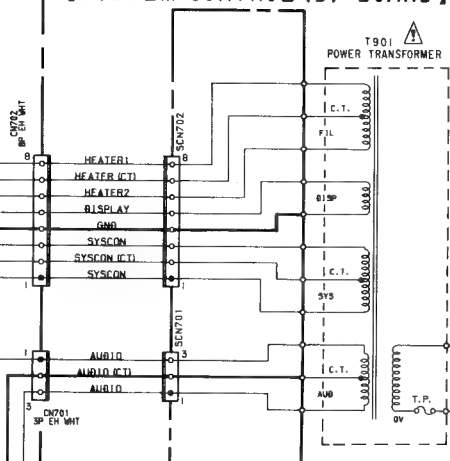 T901
POWER TRANSFORMER
CN702
8P EH WHT
SCN702
8
8
HEATER1
HEATER (CT)
HEATER2
DISPLAY
GND
SYSCON
SYSCON (CT)
SYSCON
1
1
C.T.
FIL
DISP
C.T.
SYS
SCN701
1
3
AUDIO
AUDIO (CT)
AUDIO
3
1
CN701
3P EH WHT
C.T.
AUD
T.P.
0V